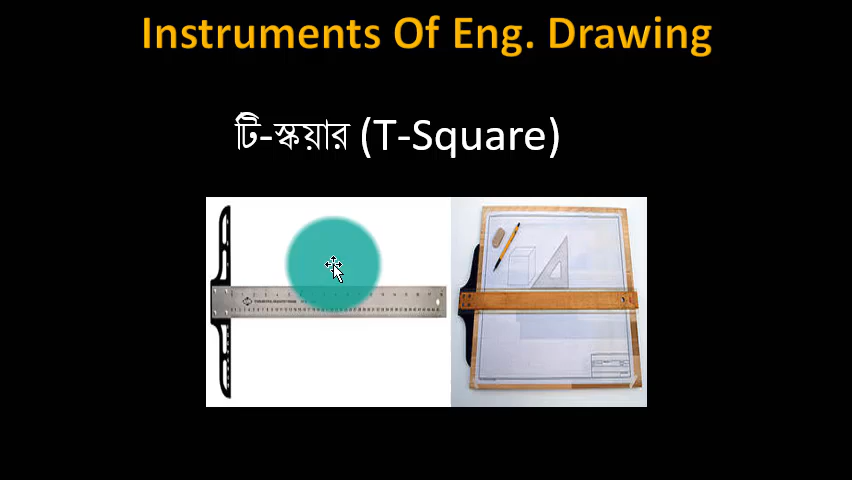 Instruments Of Eng. Drawing
টি-স্কয়ার (T-Square)